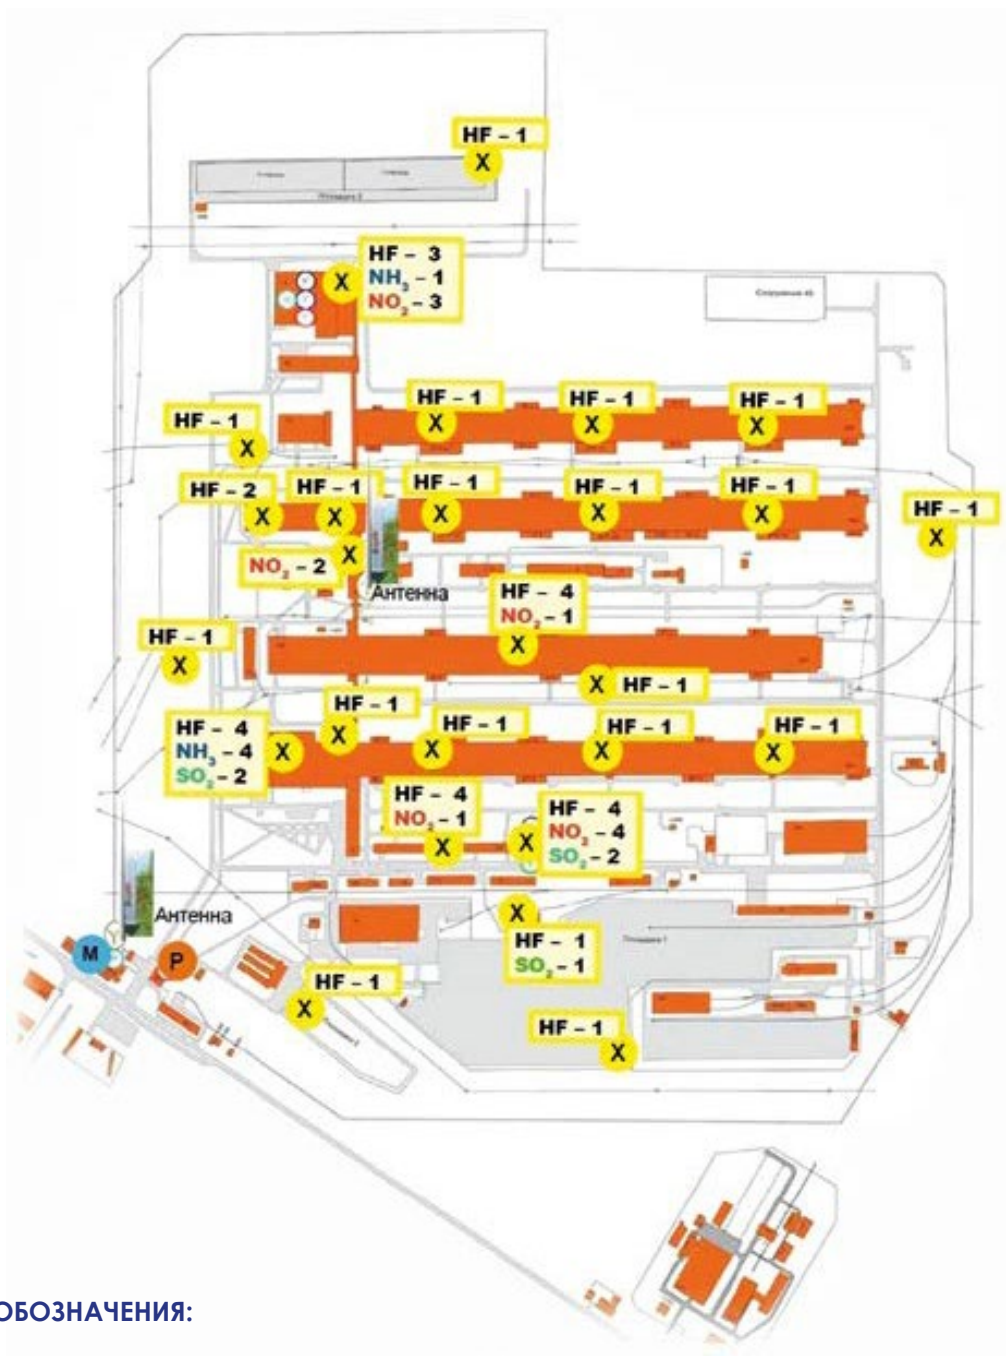 HF – 1
X
HF – 3
NH₃ – 1
NO₂ – 3
X
HF – 1
X
HF – 1
X
HF – 1
X
HF – 1
X
HF – 2
X
HF – 1
X
HF – 1
X
HF – 1
X
HF – 1
X
HF – 1
X
NO₂ – 2
X
Антенна
HF – 4
NO₂ – 1
X
HF – 1
X
X HF – 1
HF – 1
X
HF – 4
NH₃ – 4
SO₂ – 2
X
HF – 1
X
HF – 1
X
HF – 1
X
HF – 4
NO₂ – 1
X
HF – 4
NO₂ – 4
SO₂ – 2
X
Антенна
M
P
X
HF – 1
SO₂ – 1
HF – 1
X
HF – 1
X
ОБОЗНАЧЕНИЯ: